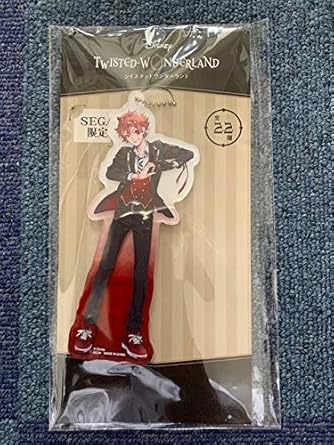 Disney
TWISTED-WONDERLAND
ツイステッドワンダーランド
SEGA
限定
全
22
種